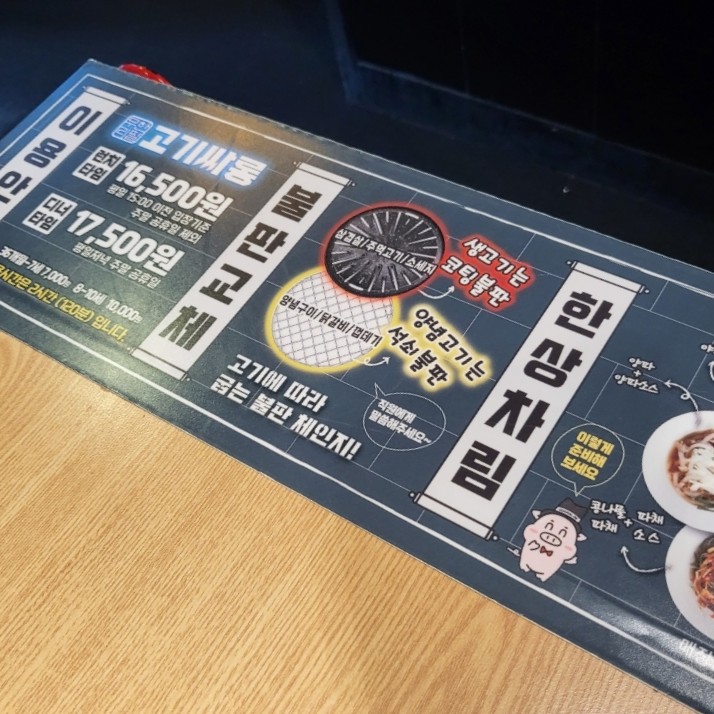 이용안
고기싸롱
런치
타임
16,500원
평일 15:00 이전 입장기준
주말 공휴일 제외
디너
타임
17,500원
평일저녁 주말 공휴일
36개월~7세 7,000원 8~10세 10,000원
시간은 2시간 (120분) 입니다.
불판교체
삼겹살/주먹고기/소세지
생고기는
코팅불판
양념구이/닭갈비/껍데기
양념고기는
석쇠불판
고기에 따라
굽는 불판 체인지!
직원에게
말씀해주세요~
한상차림
양파
+
양파소스
이렇게
준비해
보세요
콩나물 + 파채
파채 소스